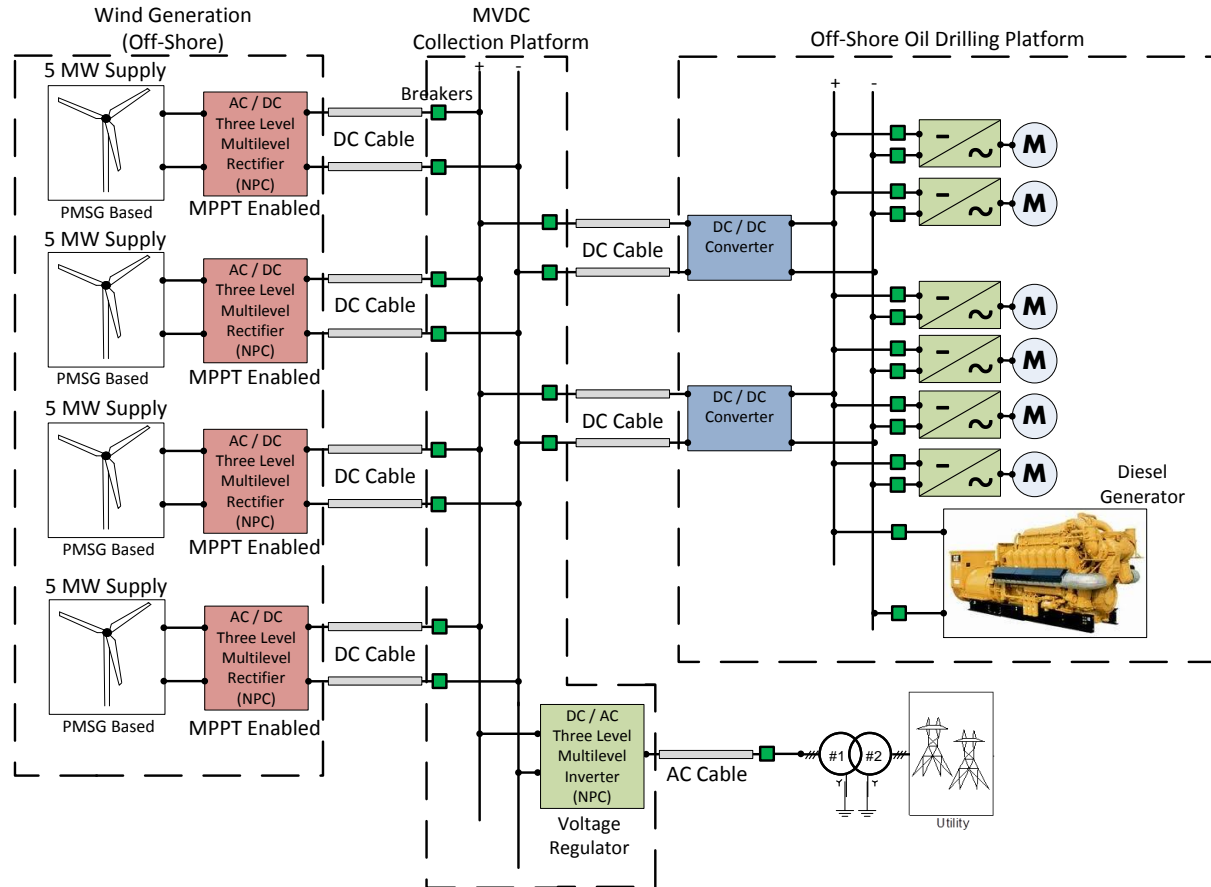 Wind Generation
(Off-Shore)
MVDC
Collection Platform
Off-Shore Oil Drilling Platform
5 MW Supply
AC / DC
Three Level
Multilevel
Rectifier
(NPC)
PMSG Based
MPPT Enabled
DC Cable
Breakers
+
-
5 MW Supply
AC / DC
Three Level
Multilevel
Rectifier
(NPC)
PMSG Based
MPPT Enabled
DC Cable
5 MW Supply
AC / DC
Three Level
Multilevel
Rectifier
(NPC)
PMSG Based
MPPT Enabled
DC Cable
5 MW Supply
AC / DC
Three Level
Multilevel
Rectifier
(NPC)
PMSG Based
MPPT Enabled
DC Cable
DC Cable
DC / DC
Converter
DC Cable
DC / DC
Converter
+
-
- ~ M
- ~ M
- ~ M
- ~ M
- ~ M
- ~ M
Diesel
Generator
DC / AC
Three Level
Multilevel
Inverter
(NPC)
Voltage
Regulator
AC Cable
#1
#2
Utility